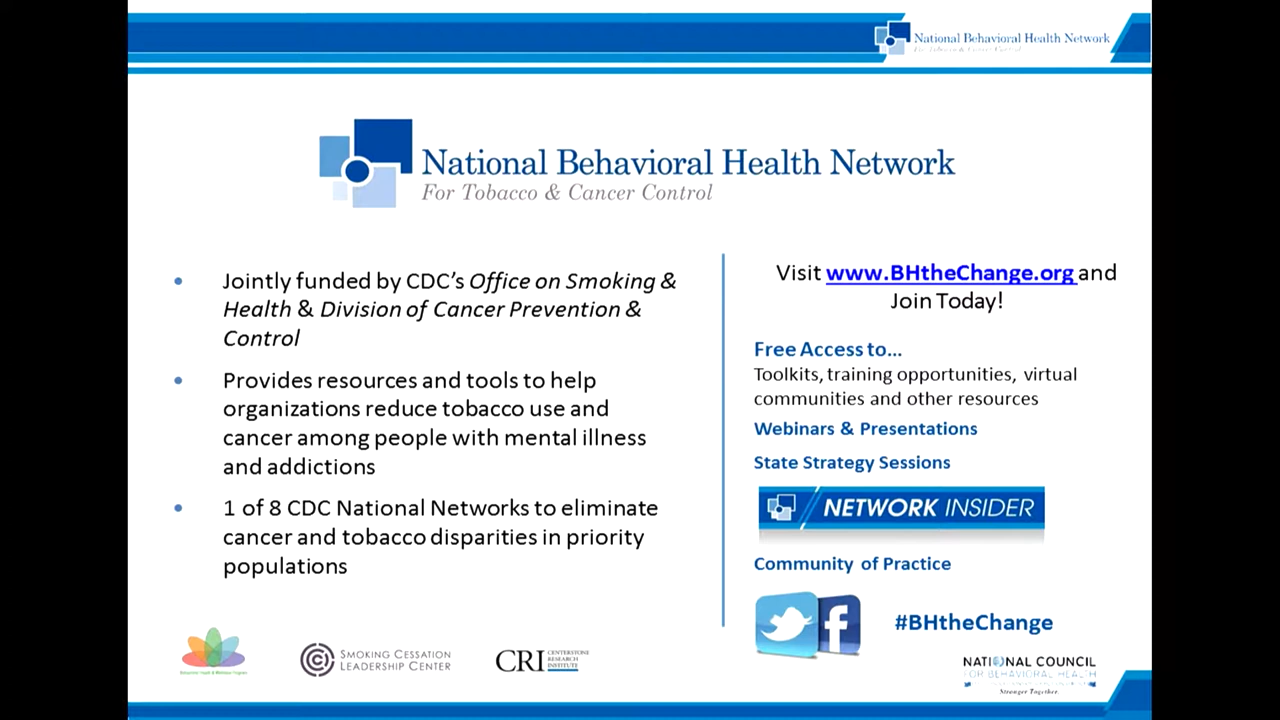 National Behavioral Health Network
For Tobacco & Cancer Control
National Behavioral Health Network
For Tobacco & Cancer Control
• Jointly funded by CDC’s Office on Smoking &
Health & Division of Cancer Prevention &
Control
• Provides resources and tools to help
organizations reduce tobacco use and
cancer among people with mental illness
and addictions
• 1 of 8 CDC National Networks to eliminate
cancer and tobacco disparities in priority
populations
Visit www.BHtheChange.org and
Join Today!
Free Access to…
Toolkits, training opportunities, virtual
communities and other resources
Webinars & Presentations
State Strategy Sessions
NETWORK INSIDER
Community of Practice
f
#BHtheChange
Behavioral Health & Wellness Program
SMOKING CESSATION
LEADERSHIP CENTER
CRI
CENTERSTONE
RESEARCH
INSTITUTE
NATIONAL COUNCIL
FOR BEHAVIORAL HEALTH
Stronger Together.